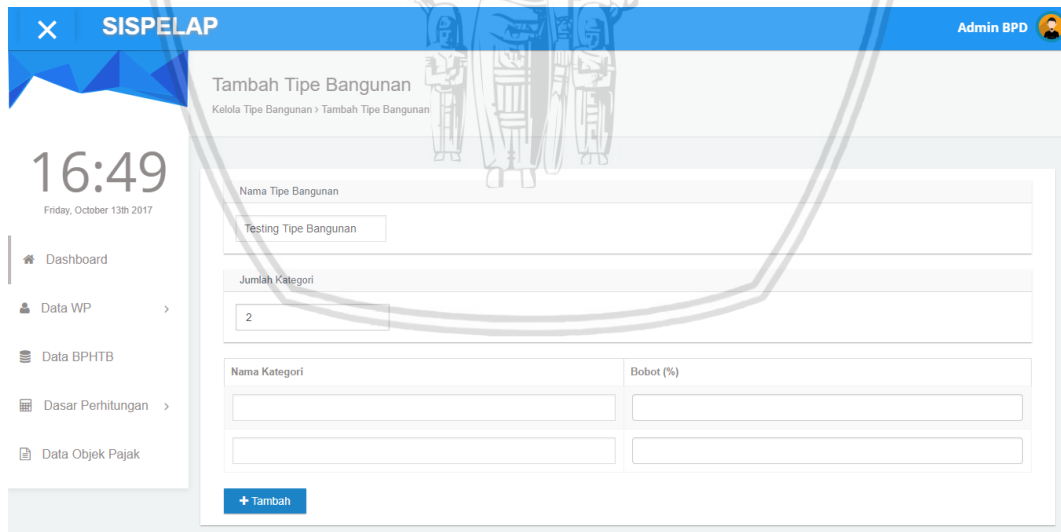 SISPELAP
Admin BPD
Tambah Tipe Bangunan
Kelola Tipe Bangunan > Tambah Tipe Bangunan
16:49
Friday, October 13th 2017
Dashboard
Data WP
Data BPHTB
Dasar Perhitungan
Data Objek Pajak
Nama Tipe Bangunan
Testing Tipe Bangunan
Jumlah Kategori
2
Nama Kategori
Bobot (%)
+ Tambah